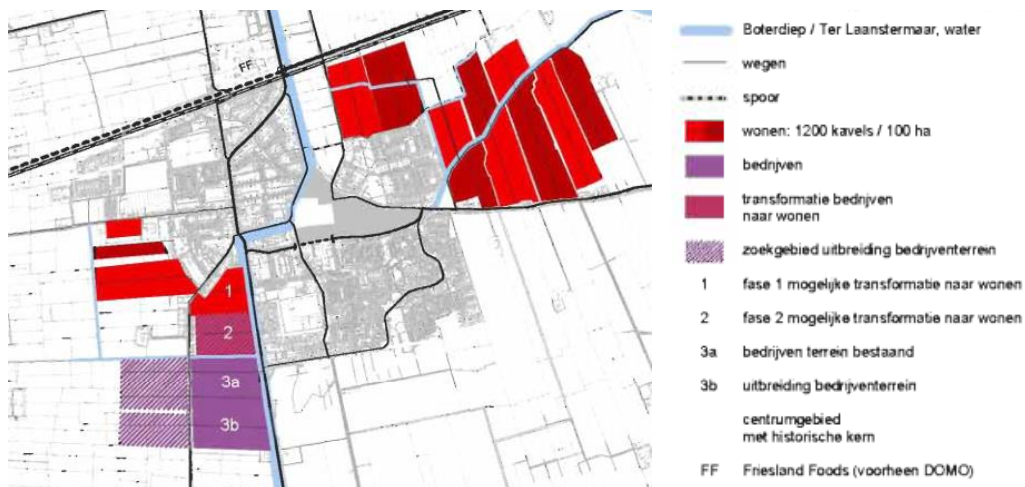 FF
1
2
3a
3b
Boterdiep / Ter Laanstermaar, water
wegen
spoor
wonen: 1200 kavels / 100 ha
bedrijven
transformatie bedrijven
naar wonen
zoekgebied uitbreiding bedrijventerrein
1 fase 1 mogelijke transformatie naar wonen
2 fase 2 mogelijke transformatie naar wonen
3a bedrijven terrein bestaand
3b uitbreiding bedrijventerrein
centrumgebied
met historische kern
FF Friesland Foods (voorheen DOMO)